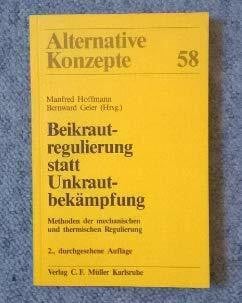 Alternative
Konzepte 58
Manfred Hoffmann
Bernward Geier (Hrsg.)
Beikraut-
regulierung
statt
Unkraut-
bekämpfung
Methoden der mechanischen
und thermischen Regulierung
2., durchgesehene Auflage
Verlag C. F. Müller Karlsruhe